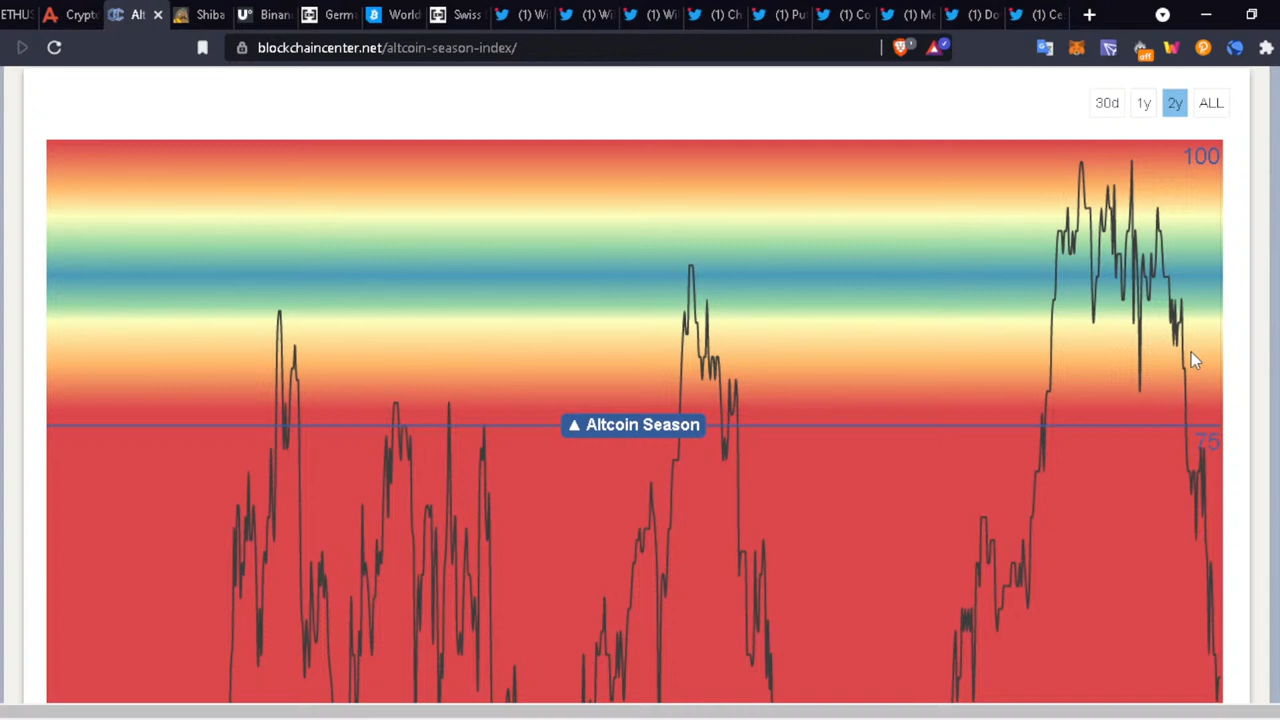 ETHUS
Crypto
Alt
Shiba
Binan
Germ
World
Swiss
(1) Wi
(1) Wi
(1) Wi
(1) Ch
(1) Pu
(1) Co
(1) Me
(1) Do
(1) Ce
blockchaincenter.net/altcoin-season-index/
off
30d 1y 2y ALL
100
▲ Altcoin Season
75